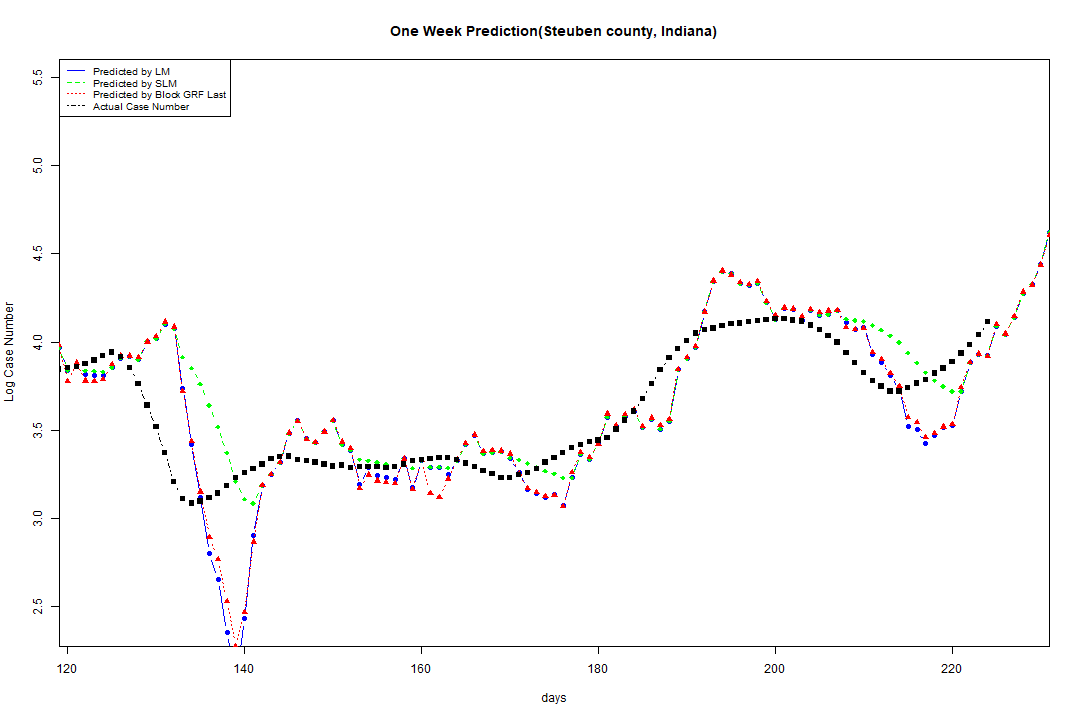 One Week Prediction(Steuben county, Indiana)
Predicted by LM
Predicted by SLM
Predicted by Block GRF Last
Actual Case Number
5.5
5.0
4.5
4.0
3.5
3.0
2.5
Log Case Number
120 140 160 180 200 220
days